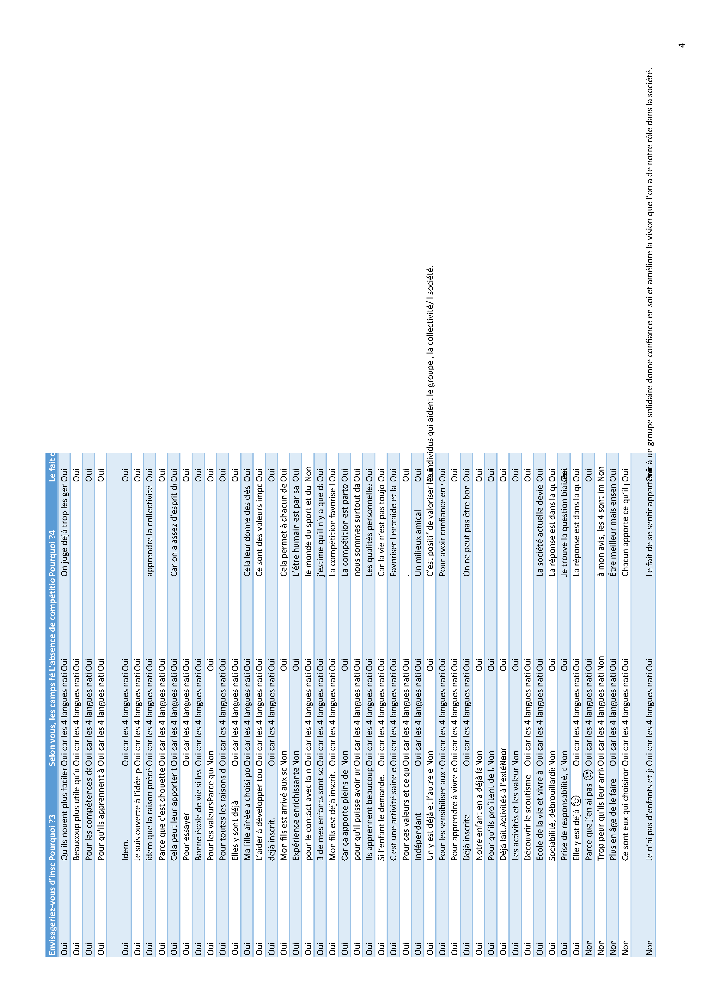 Envisageriez-vous d'insc Pourquoi ?3 Selon vous, les camps fé L'absence de compétitio Pourquoi ?4 Le fait d
Oui Qu ils nouent plus faciler Oui car les 4 langues nati Oui On juge déjà trop les ger Oui
Oui Beaucoup plus utile qu'u Oui car les 4 langues nati Oui Oui
Oui Pour les compétences de Oui car les 4 langues nati Oui Oui
Oui Pour qu'ils apprennent à Oui car les 4 langues nati Oui Oui
Oui Idem. Oui car les 4 langues nati Oui Oui
Oui Je suis ouverte à l'idée p Oui car les 4 langues nati Oui Oui
Oui idem que la raison précé Oui car les 4 langues nati Oui apprendre la collectivité Oui
Oui Parce que c'est chouette Oui car les 4 langues nati Oui Oui
Oui Cela peut leur apporter t Oui car les 4 langues nati Oui Car on a assez d'esprit de Oui
Oui Pour essayer Oui car les 4 langues nati Oui Oui
Oui Bonne école de vie si les Oui car les 4 langues nati Oui Oui
Oui Pour les valeursParce qu Non Oui Oui
Oui Pour toutes les raisons d Oui car les 4 langues nati Oui Oui
Oui Elles y sont déjà Oui car les 4 langues nati Oui Oui
Oui Ma fille aînée a choisi po Oui car les 4 langues nati Oui Cela leur donne des clés Oui
Oui L'aider à développer tou Oui car les 4 langues nati Oui Ce sont des valeurs impo Oui
Oui déjà inscrit. Oui car les 4 langues nati Oui Oui
Oui Mon fils est arrivé aux sc Non Oui Cela permet à chacun de Oui
Oui Expérience enrichissante Non Oui L'être humain est par sa Oui
Oui pour le contact avec la n Oui car les 4 langues nati Oui le monde du sport et du Non
Oui 3 de mes enfants sont sc Oui car les 4 langues nati Oui j'estime qu'il n'y a que da Oui
Oui Mon fils est déjà inscrit. Oui car les 4 langues nati Oui La compétition favorise l Oui
Oui Car ça apporte pleins de Non Oui La compétition est parto Oui
Oui pour qu'il puisse avoir ur Oui car les 4 langues nati Oui nous sommes surtout da Oui
Oui Ils apprennent beaucoup Oui car les 4 langues nati Oui Les qualités personnelles Oui
Oui Si l'enfant le demande. Oui car les 4 langues nati Oui Car la vie n'est pas toujo Oui
Oui C est une activité saine e Oui car les 4 langues nati Oui Favoriser l entraide et la Oui
Oui Pour ces valeurs et ce qu Oui car les 4 langues nati Oui . Oui
Oui Indépendant Oui car les 4 langues nati Oui Un milieux amical Oui
Oui Un y est déjà et l'autre e Non Oui C'est positif de valoriser les individus qui aident le groupe , la collectivité/ l société. Oui
Oui Pour les sensibiliser aux v Oui car les 4 langues nati Oui Pour avoir confiance en s Oui
Oui Pour apprendre à vivre e Oui car les 4 langues nati Oui Oui
Oui Déjà inscrite Oui car les 4 langues nati Oui On ne peut pas être bon Oui
Oui Notre enfant en a déjà fa Non Oui Oui
Oui Pour qu'ils profitent de la Non Oui Oui
Oui Déjà fait.Activités à l'extérieur Non Oui Oui
Oui Les activités et les valeur Non Oui Oui
Oui Découvrir le scoutisme Oui car les 4 langues nati Oui Oui
Oui Ecole de la vie et vivre à Oui car les 4 langues nati Oui La société actuelle devie Oui
Oui Sociabilité, débrouillardi Non Oui La réponse est dans la qu Oui
Oui Prise de responsabilité, c Non Oui Je trouve la question biaisée. Oui
Oui Elle y est déjà 😉 Oui car les 4 langues nati Oui La réponse est dans la qu Oui
Non Parce que j'en ai pas 😉 Oui car les 4 langues nati Oui Oui
Non Trop peur qu'ils leur arri Oui car les 4 langues nati Non à mon avis, les 4 sont im Non
Non Plus en âge de le faire Oui car les 4 langues nati Oui Être meilleur mais ensem Oui
Non Ce sont eux qui choisiror Oui car les 4 langues nati Oui Chacun apporte ce qu'il p Oui
Non Je n'ai pas d'enfants et je Oui car les 4 langues nati Oui Le fait de se sentir appartenir à un groupe solidaire donne confiance en soi et améliore la vision que l'on a de notre rôle dans la société.
4